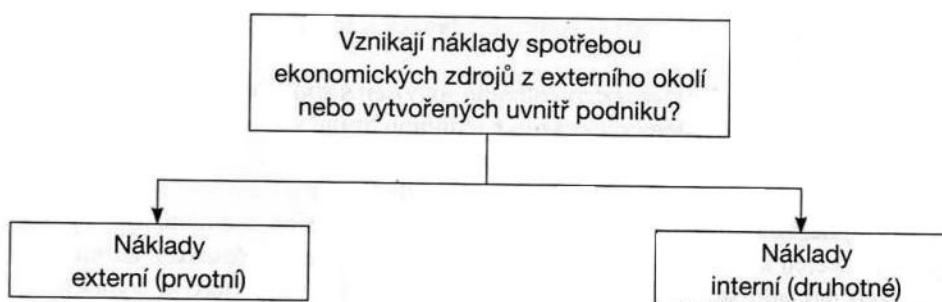 Vznikají náklady spotřebou
ekonomických zdrojů z externího okolí
nebo vytvořených uvnitř podniku?
Náklady
externí (prvotní)
Náklady
interní (druhotné)